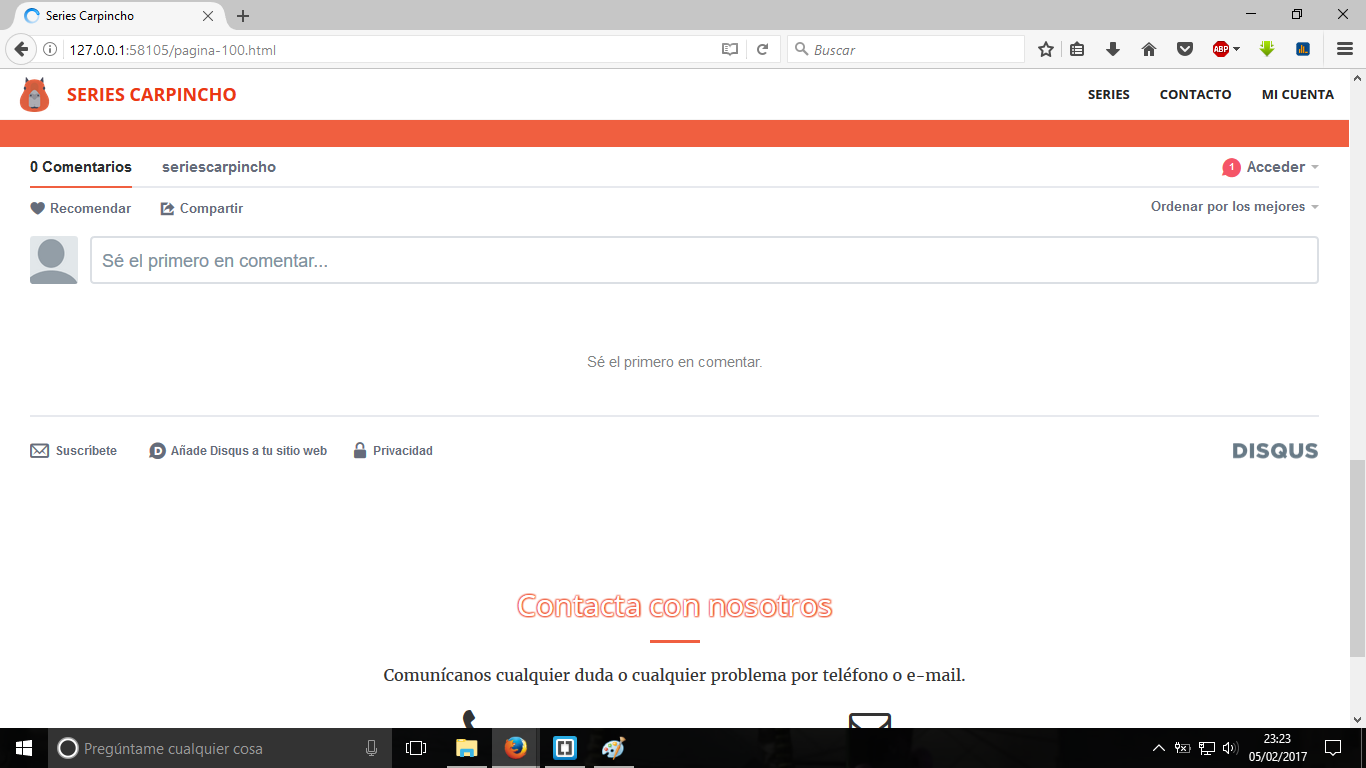 Series Carpincho
127.0.0.1:58105/pagina-100.html
Buscar
ABP
SERIES CARPINCHO
SERIES CONTACTO MI CUENTA
0 Comentarios seriescarpincho
1 Acceder
Recomendar Compartir
Ordenar por los mejores
Sé el primero en comentar...
Sé el primero en comentar.
Suscríbete D Añade Disqus a tu sitio web Privacidad
DISQUS
Contacta con nosotros
Comunícanos cualquier duda o cualquier problema por teléfono o e-mail.
Pregúntame cualquier cosa
23:23
05/02/2017